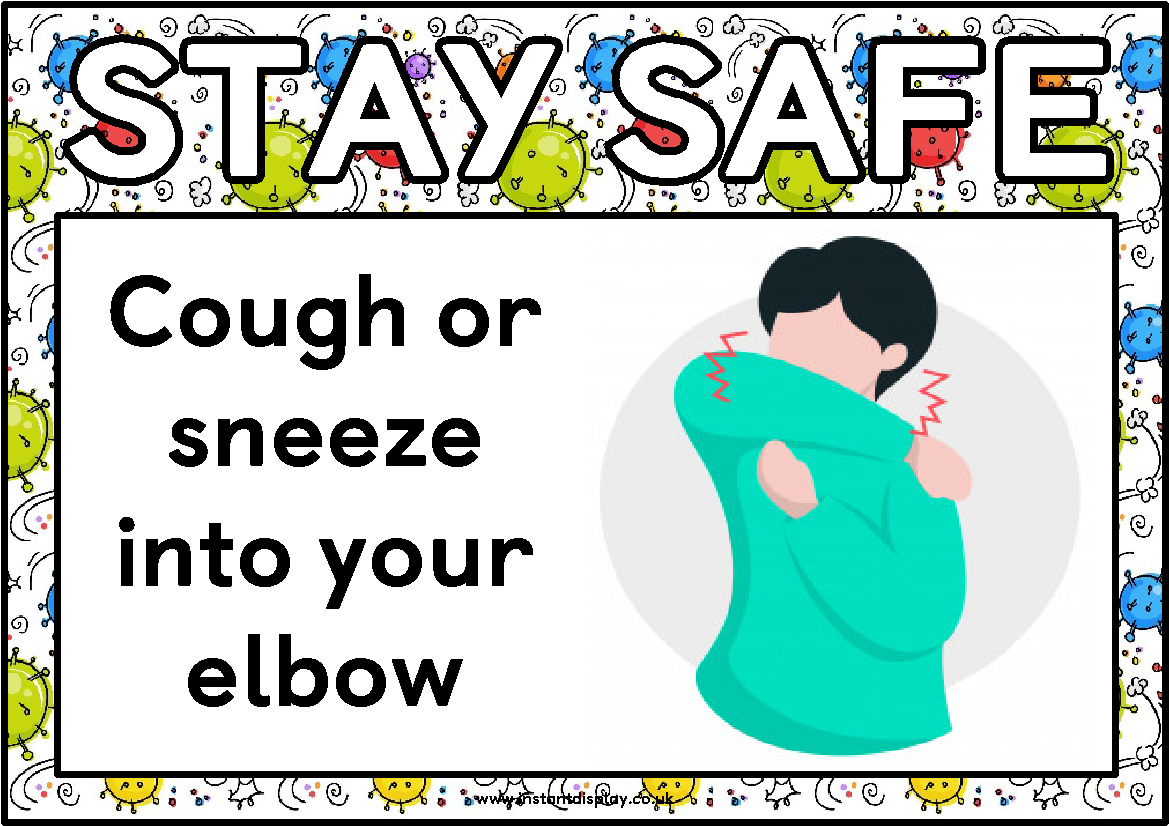 STAY SAFE
Cough or
sneeze
into your
elbow
www.instantdisplay.co.uk